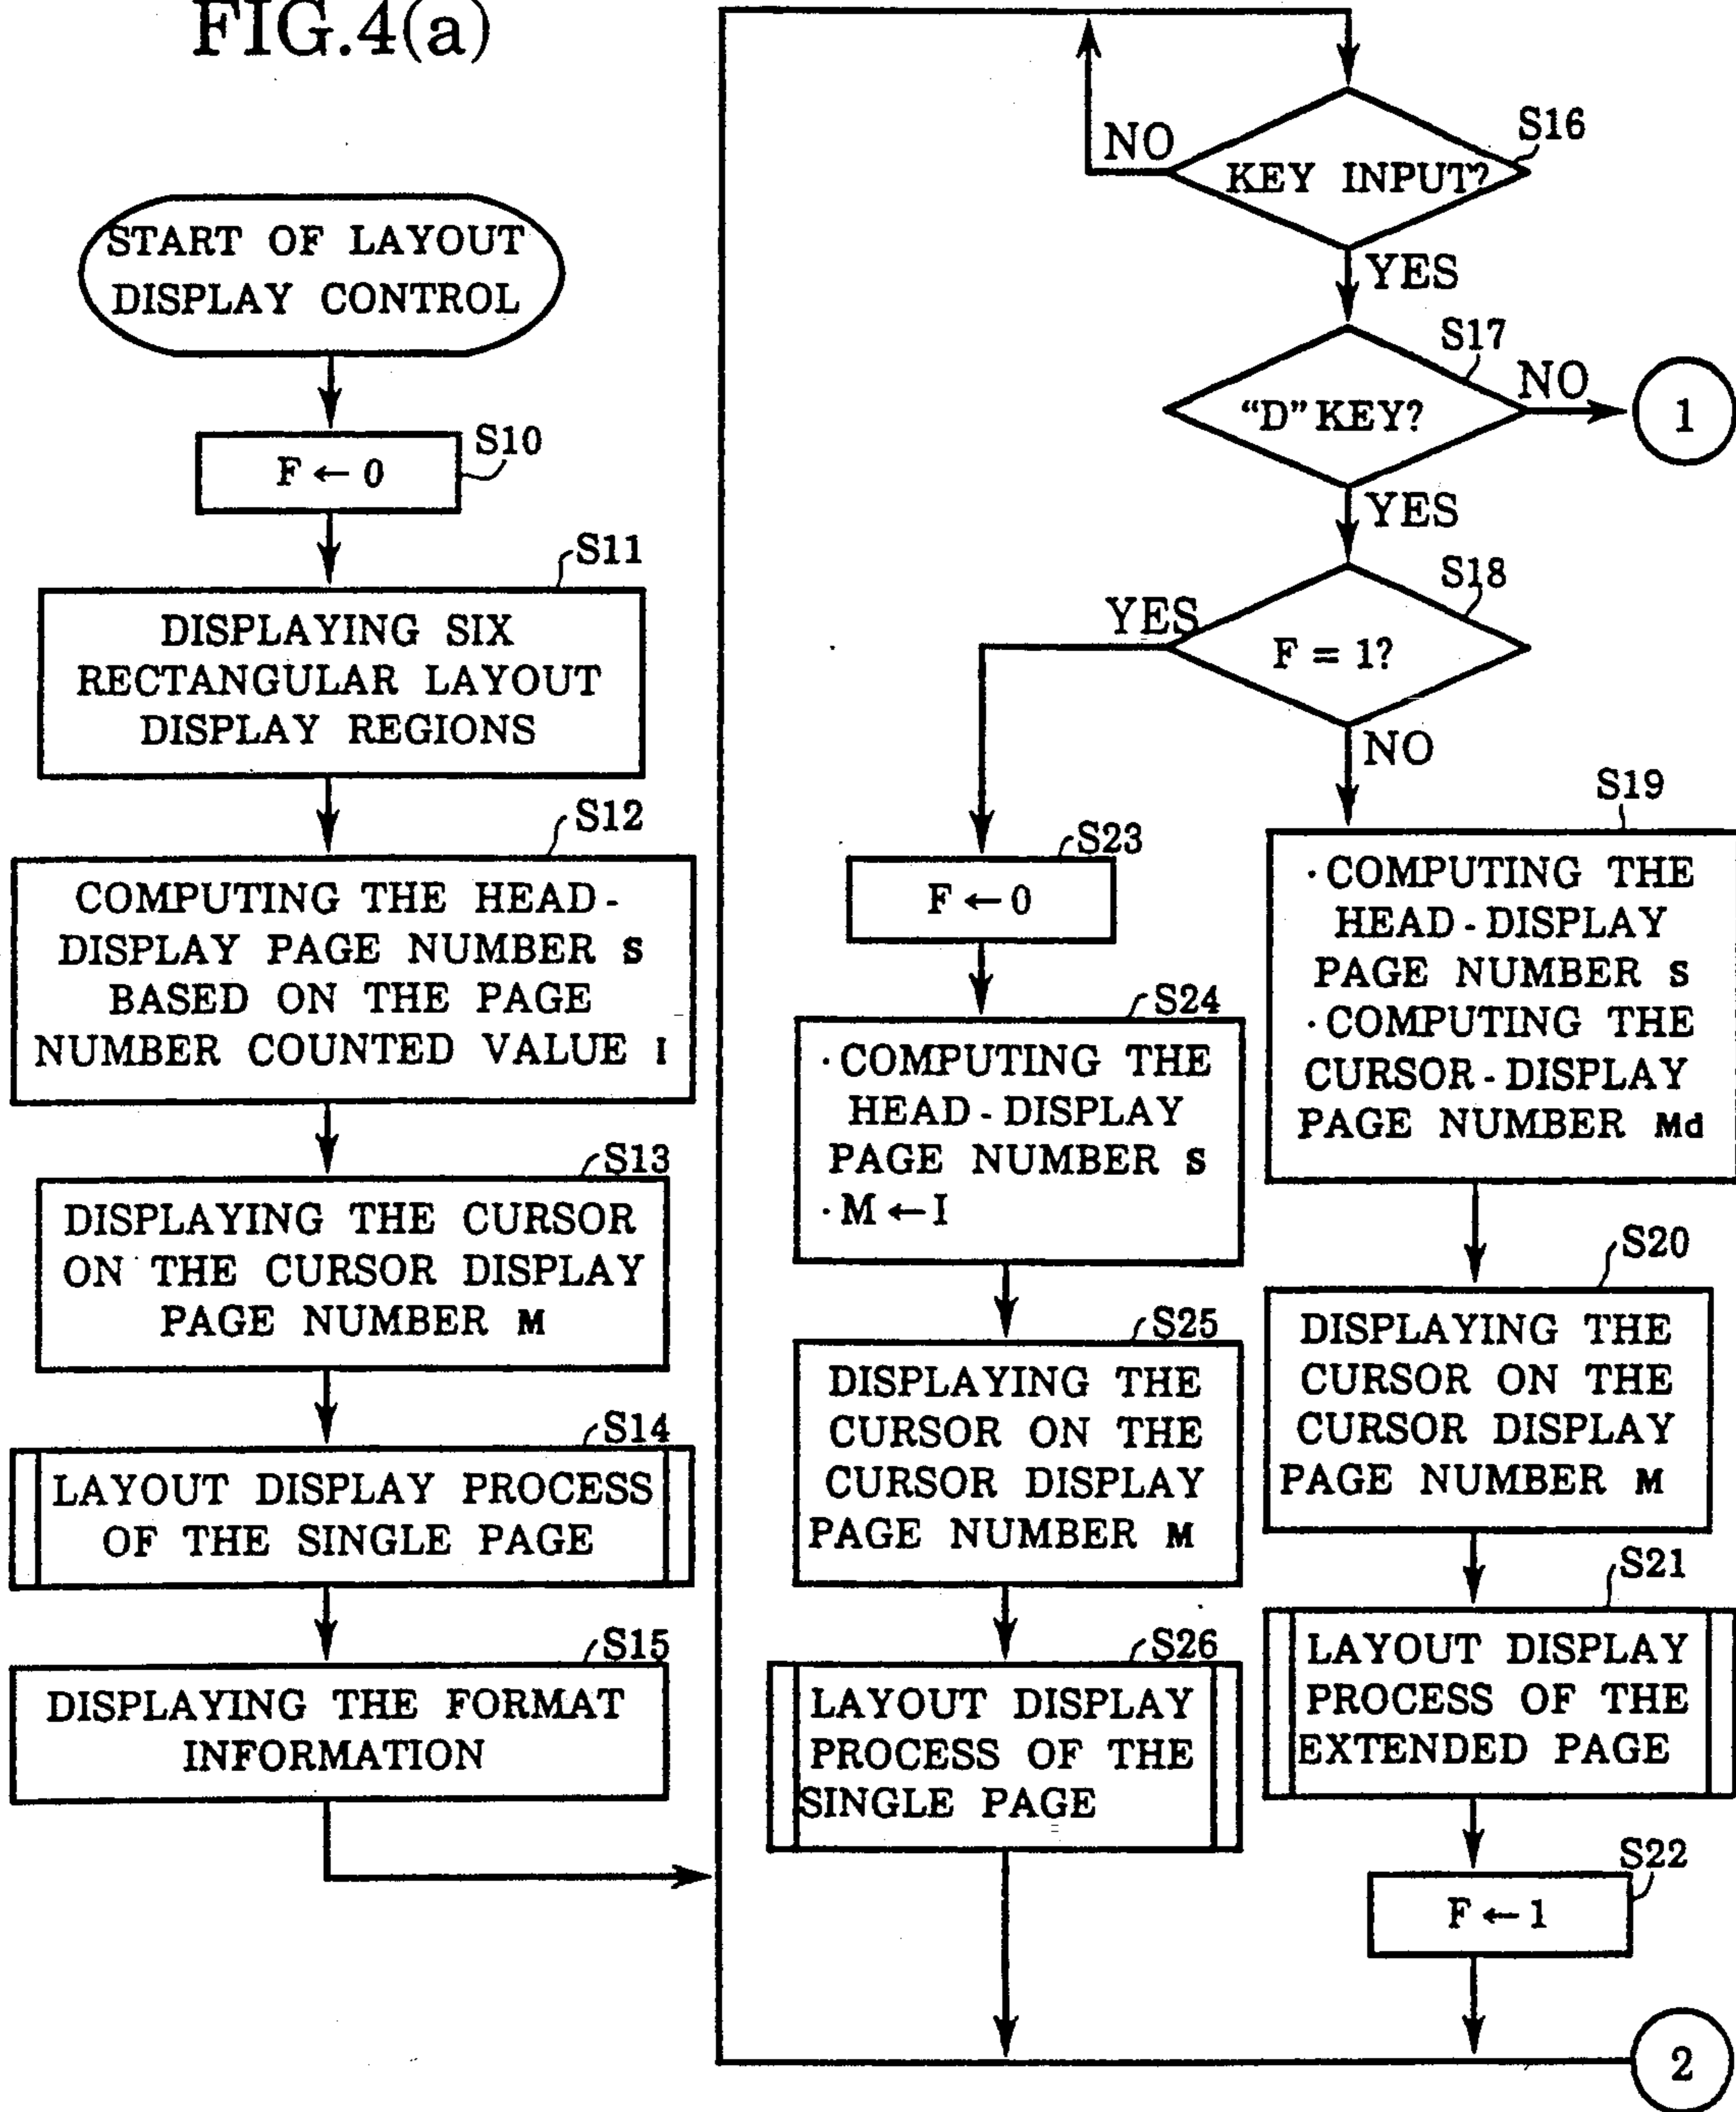 FIG.4(a)
START OF LAYOUT
DISPLAY CONTROL
S10
F ← 0
S11
DISPLAYING SIX
RECTANGULAR LAYOUT
DISPLAY REGIONS
S12
COMPUTING THE HEAD-
DISPLAY PAGE NUMBER S
BASED ON THE PAGE
NUMBER COUNTED VALUE I
S13
DISPLAYING THE CURSOR
ON THE CURSOR DISPLAY
PAGE NUMBER M
S14
LAYOUT DISPLAY PROCESS
OF THE SINGLE PAGE
S15
DISPLAYING THE FORMAT
INFORMATION
S16
KEY INPUT?
NO
YES
S17
"D" KEY?
NO
1
YES
S18
F = 1?
YES
NO
S23
F ← 0
S24
· COMPUTING THE
HEAD-DISPLAY
PAGE NUMBER S
· M ← I
S25
DISPLAYING THE
CURSOR ON THE
CURSOR DISPLAY
PAGE NUMBER M
S26
LAYOUT DISPLAY
PROCESS OF THE
SINGLE PAGE
S19
· COMPUTING THE
HEAD-DISPLAY
PAGE NUMBER S
· COMPUTING THE
CURSOR-DISPLAY
PAGE NUMBER Md
S20
DISPLAYING THE
CURSOR ON THE
CURSOR DISPLAY
PAGE NUMBER M
S21
LAYOUT DISPLAY
PROCESS OF THE
EXTENDED PAGE
S22
F ← 1
2